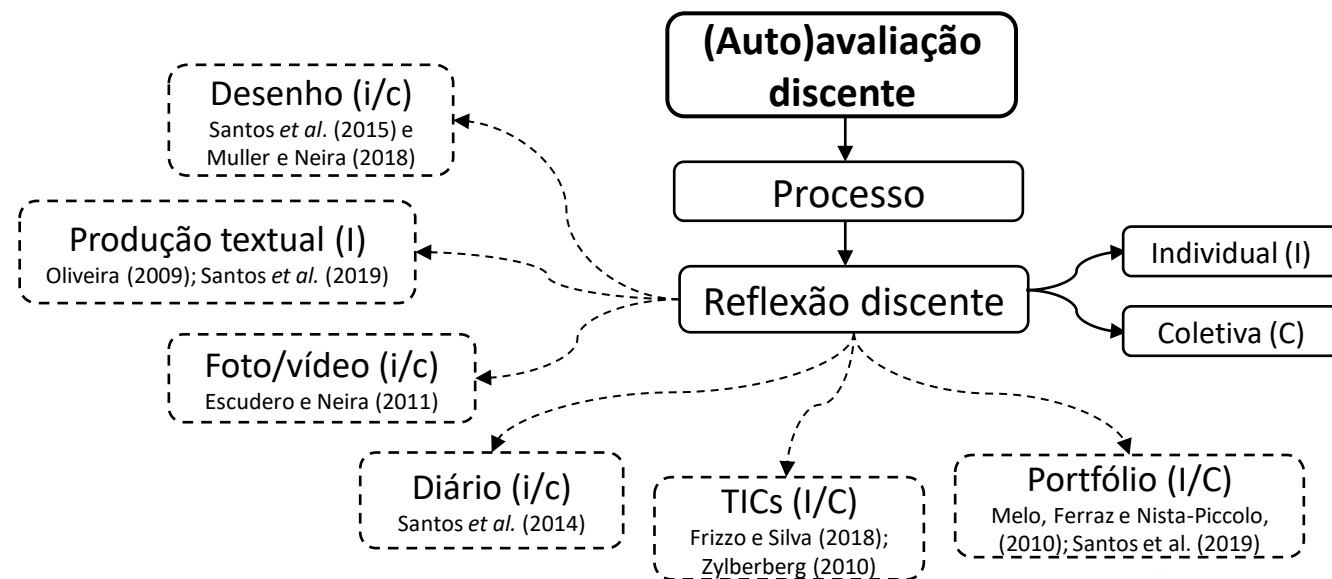 (Auto)avaliação
discente
Processo
Reflexão discente
Individual (I)
Coletiva (C)
Desenho (i/c)
Santos et al. (2015) e
Muller e Neira (2018)
Produção textual (I)
Oliveira (2009); Santos et al. (2019)
Foto/vídeo (i/c)
Escudero e Neira (2011)
Diário (i/c)
Santos et al. (2014)
TICs (I/C)
Frizzo e Silva (2018);
Zylberberg (2010)
Portfólio (I/C)
Melo, Ferraz e Nista-Piccolo,
(2010); Santos et al. (2019)